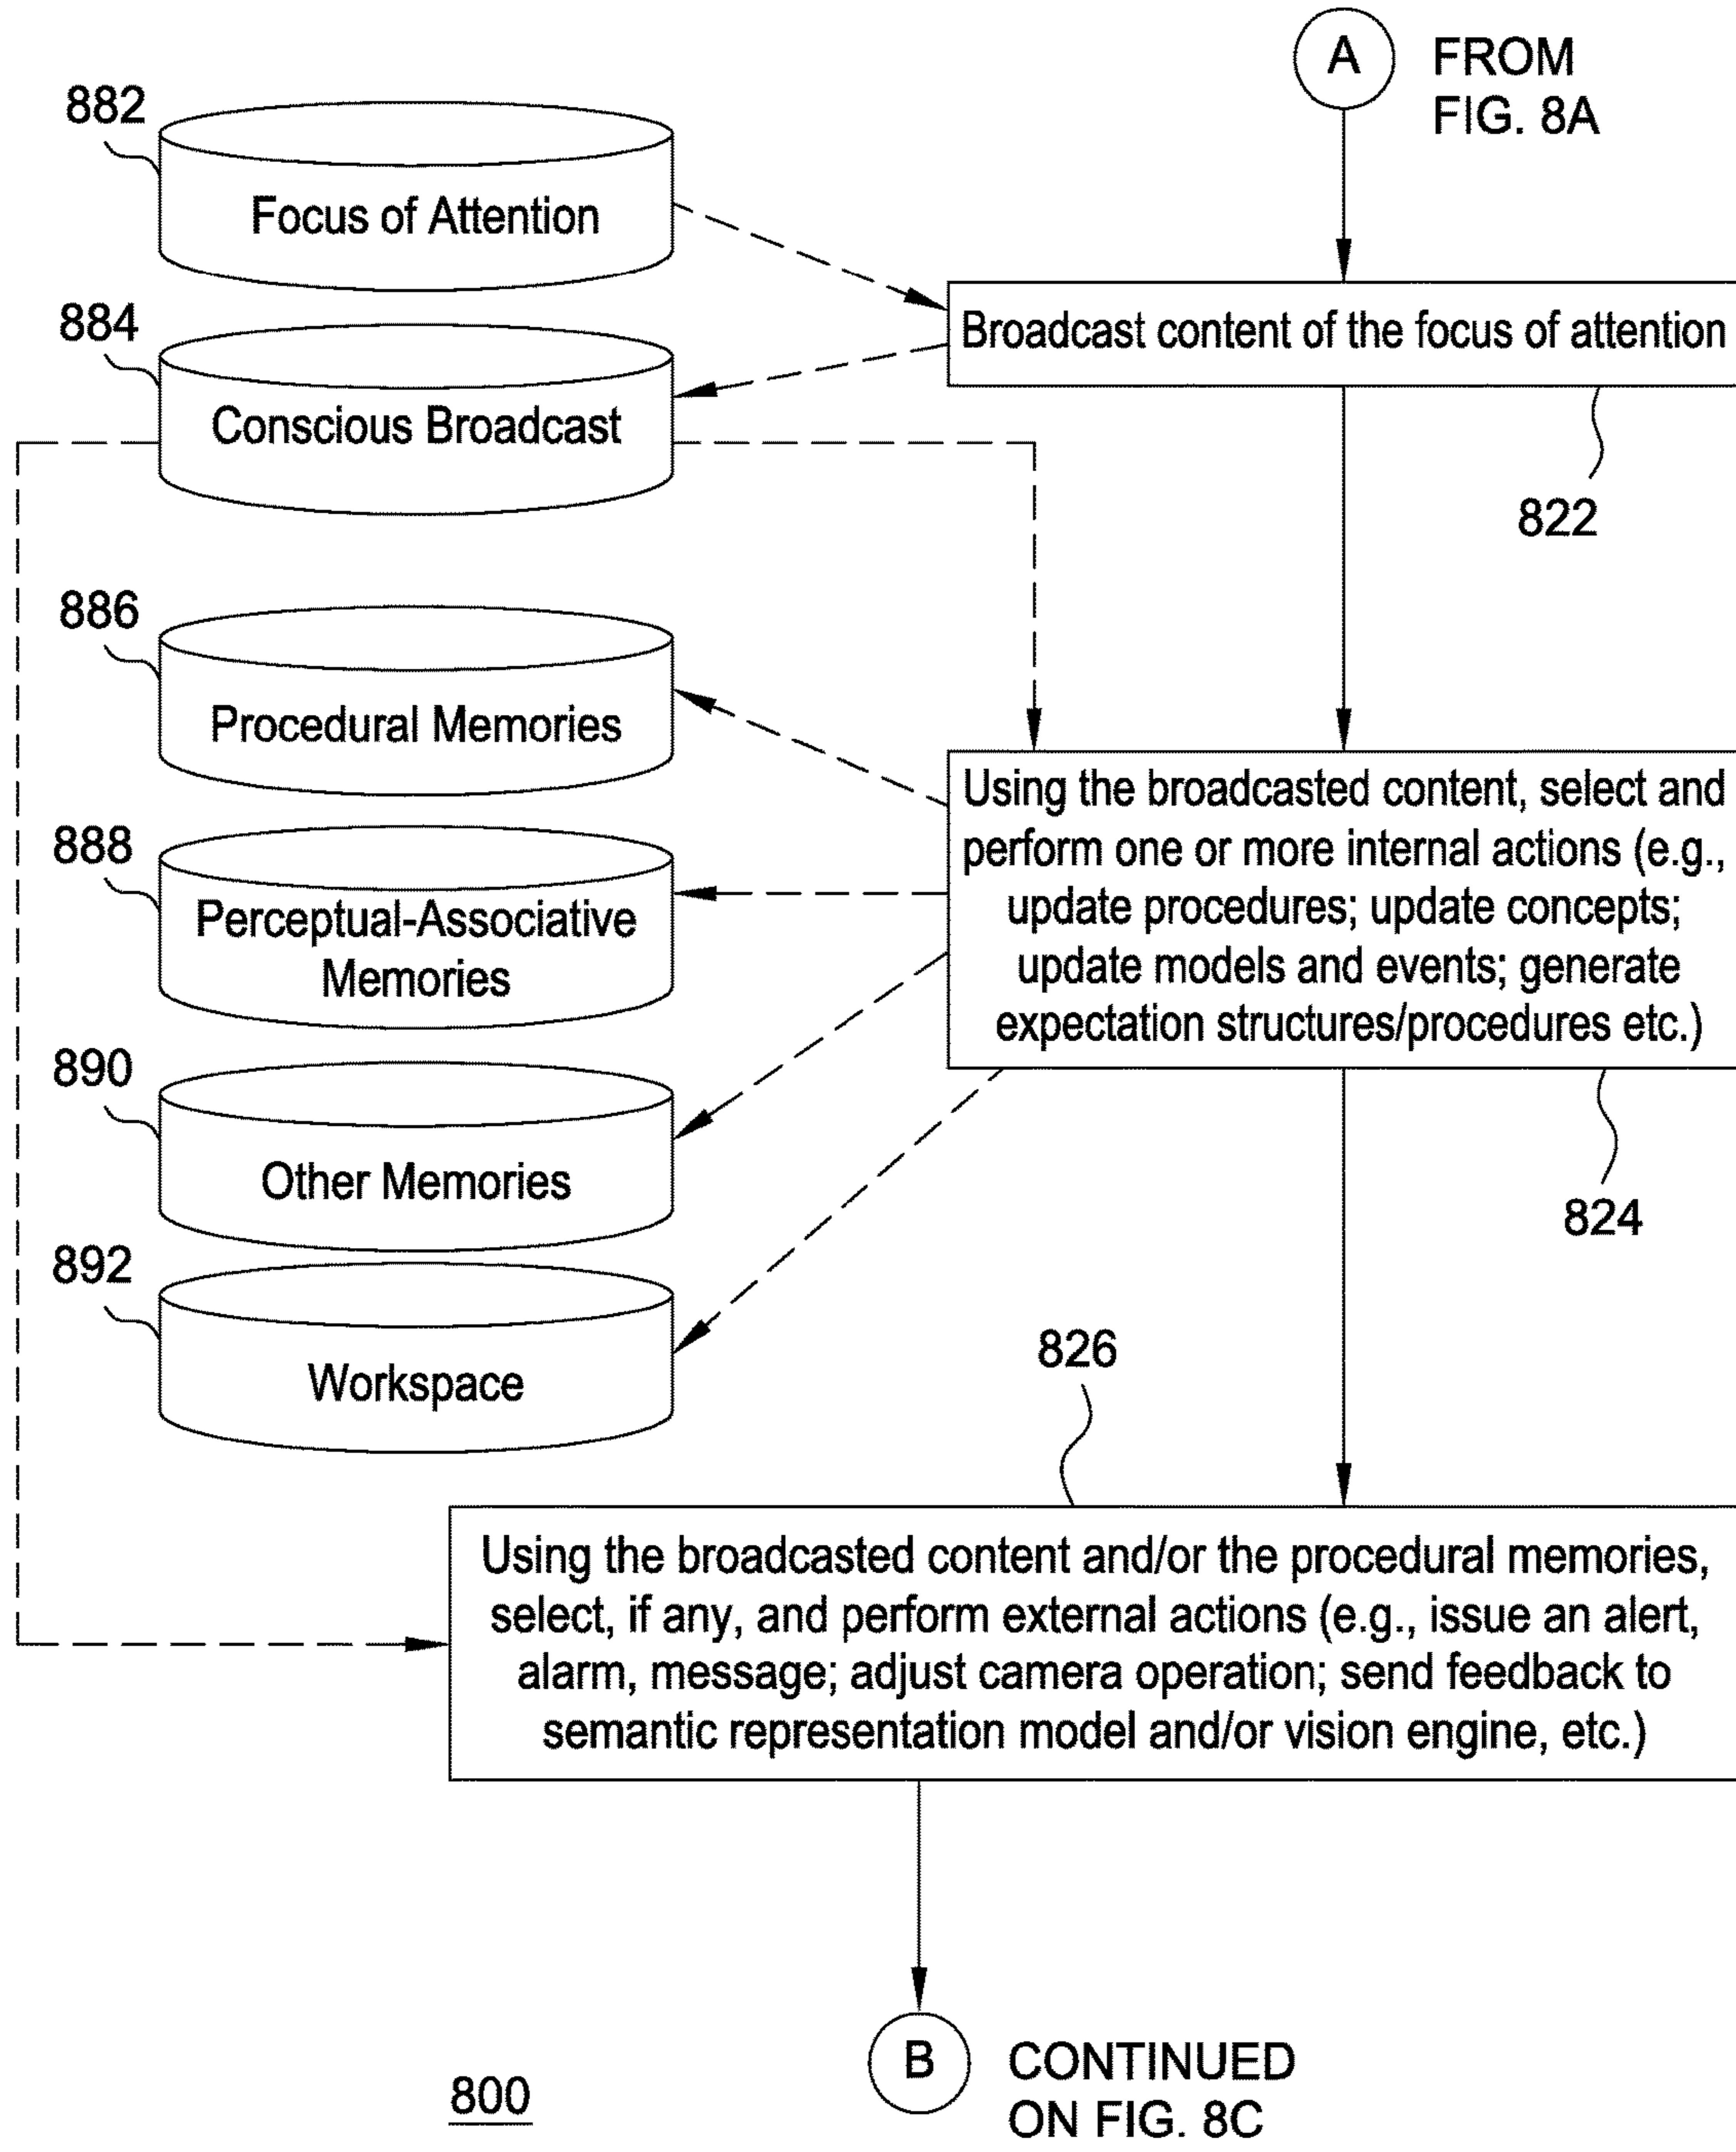 A
FROM
FIG. 8A
882
Focus of Attention
884
Broadcast content of the focus of attention
Conscious Broadcast
822
886
Procedural Memories
Using the broadcasted content, select and
perform one or more internal actions (e.g.,
update procedures; update concepts;
update models and events; generate
expectation structures/procedures etc.)
888
Perceptual-Associative
Memories
890
Other Memories
824
892
Workspace
826
Using the broadcasted content and/or the procedural memories,
select, if any, and perform external actions (e.g., issue an alert,
alarm, message; adjust camera operation; send feedback to
semantic representation model and/or vision engine, etc.)
B
CONTINUED
ON FIG. 8C
800